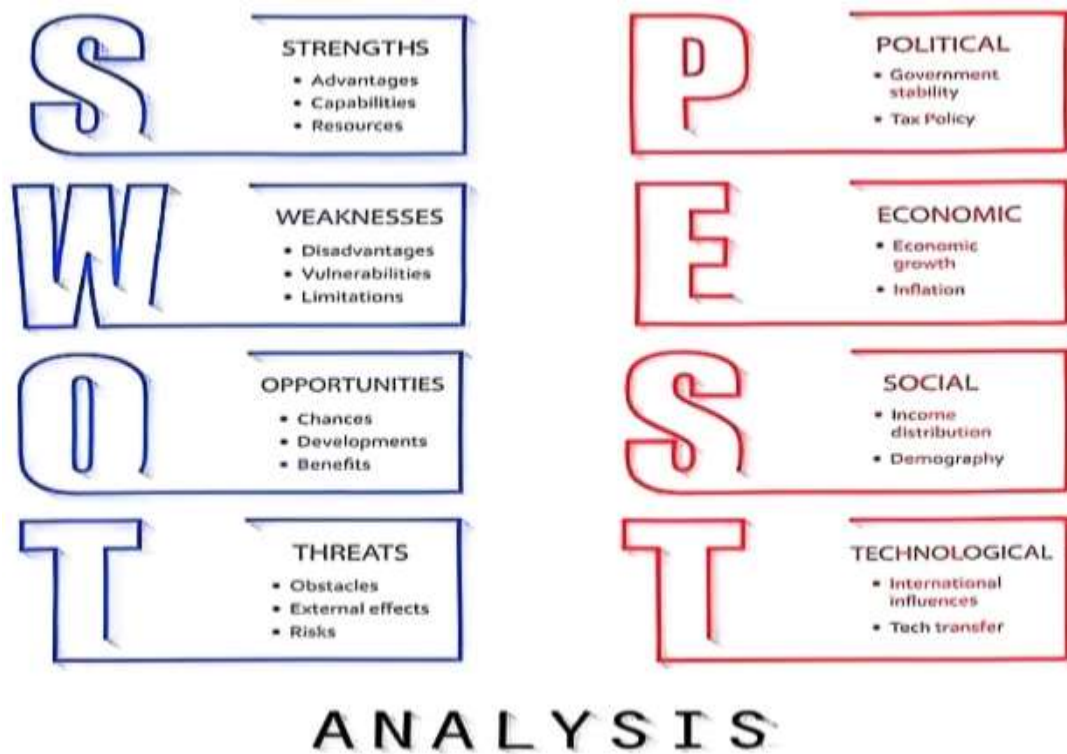 S
STRENGTHS
• Advantages
• Capabilities
• Resources
W
WEAKNESSES
• Disadvantages
• Vulnerabilities
• Limitations
O
OPPORTUNITIES
• Chances
• Developments
• Benefits
T
THREATS
• Obstacles
• External effects
• Risks
P
POLITICAL
• Government
stability
• Tax Policy
E
ECONOMIC
• Economic
growth
• Inflation
S
SOCIAL
• Income
distribution
• Demography
T
TECHNOLOGICAL
• International
influences
• Tech transfer
ANALYSIS